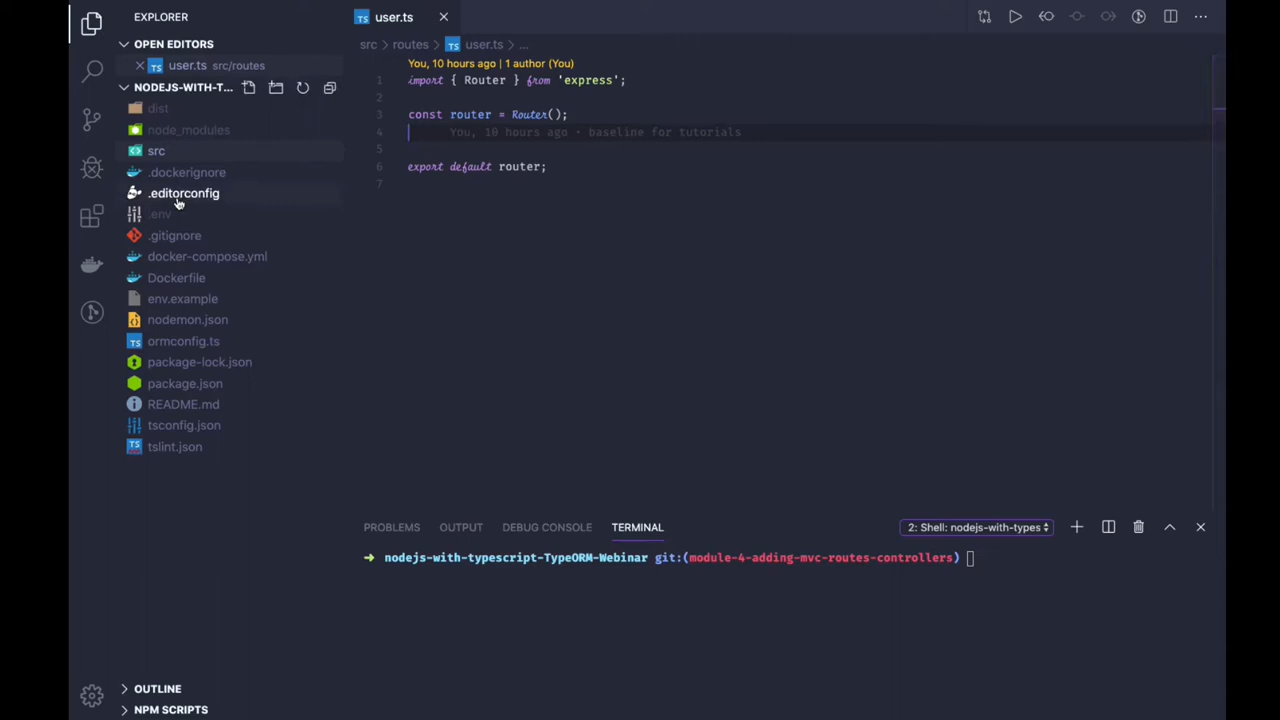 EXPLORER
OPEN EDITORS
TS user.ts src/routes
NODEJS-WITH-T...
dist
node_modules
src
.dockerignore
.editorconfig
.env
.gitignore
docker-compose.yml
Dockerfile
env.example
nodemon.json
TS ormconfig.ts
package-lock.json
package.json
README.md
tsconfig.json
TS tslint.json
OUTLINE
NPM SCRIPTS
TS user.ts
src > routes > TS user.ts > ...
You, 10 hours ago | 1 author (You)
1 import { Router } from 'express';
2
3 const router = Router();
4 You, 10 hours ago • baseline for tutorials
5
6 export default router;
7
PROBLEMS OUTPUT DEBUG CONSOLE TERMINAL 2: Shell: nodejs-with-types
➜ nodejs-with-typescript-TypeORM-Webinar git:(module-4-adding-mvc-routes-controllers)